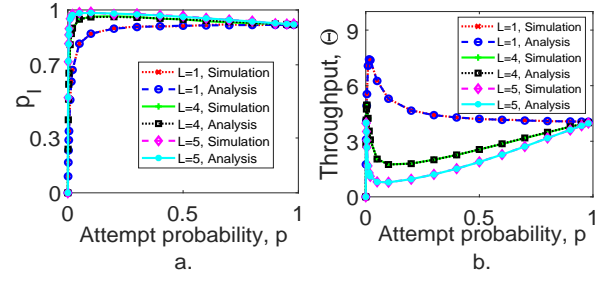 p_I
1
0.7
0.3
0
L=1, Simulation
L=1, Analysis
L=4, Simulation
L=4, Analysis
L=5, Simulation
L=5, Analysis
0 0.5 1
Attempt probability, p
a.
Throughput, Θ
9
6
3
0
L=1, Simulation
L=1, Analysis
L=4, Simulation
L=4, Analysis
L=5, Simulation
L=5, Analysis
0 0.5 1
Attempt probability, p
b.